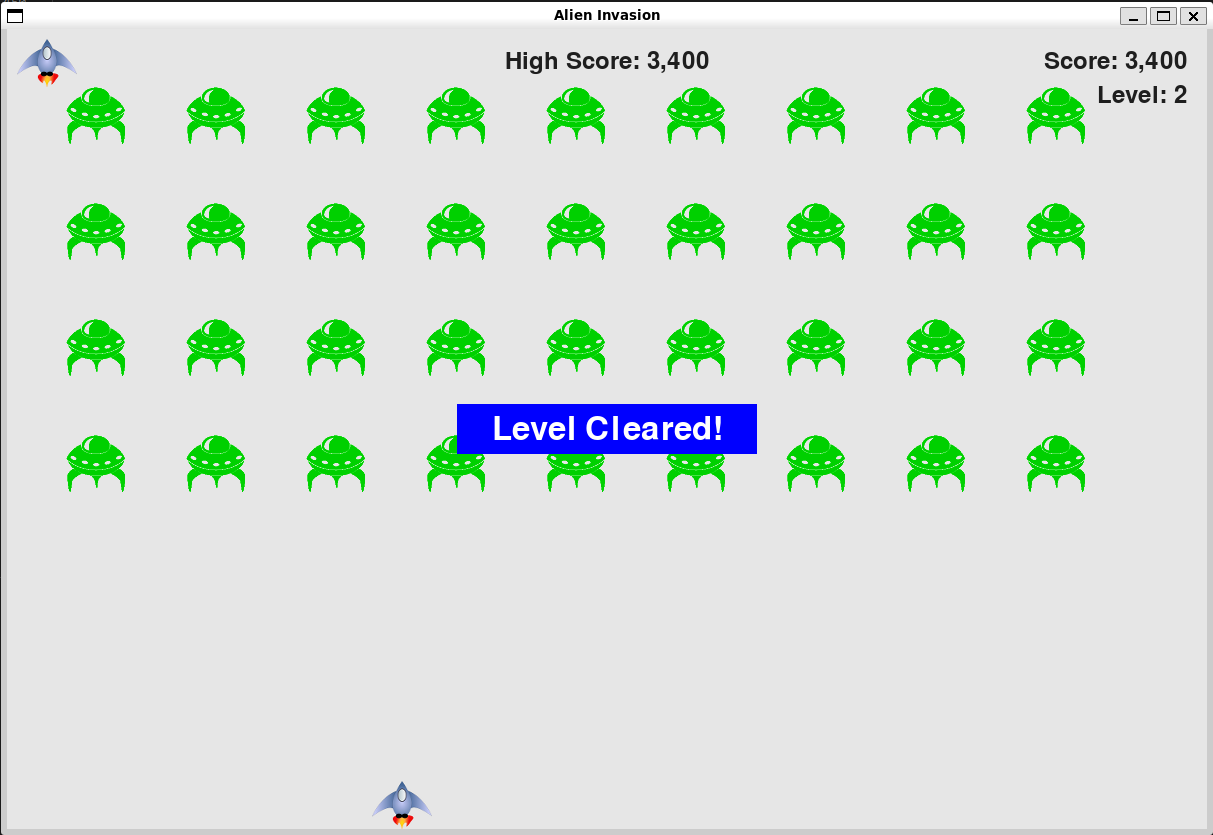 Alien Invasion
High Score: 3,400
Score: 3,400
Level: 2
Level Cleared!